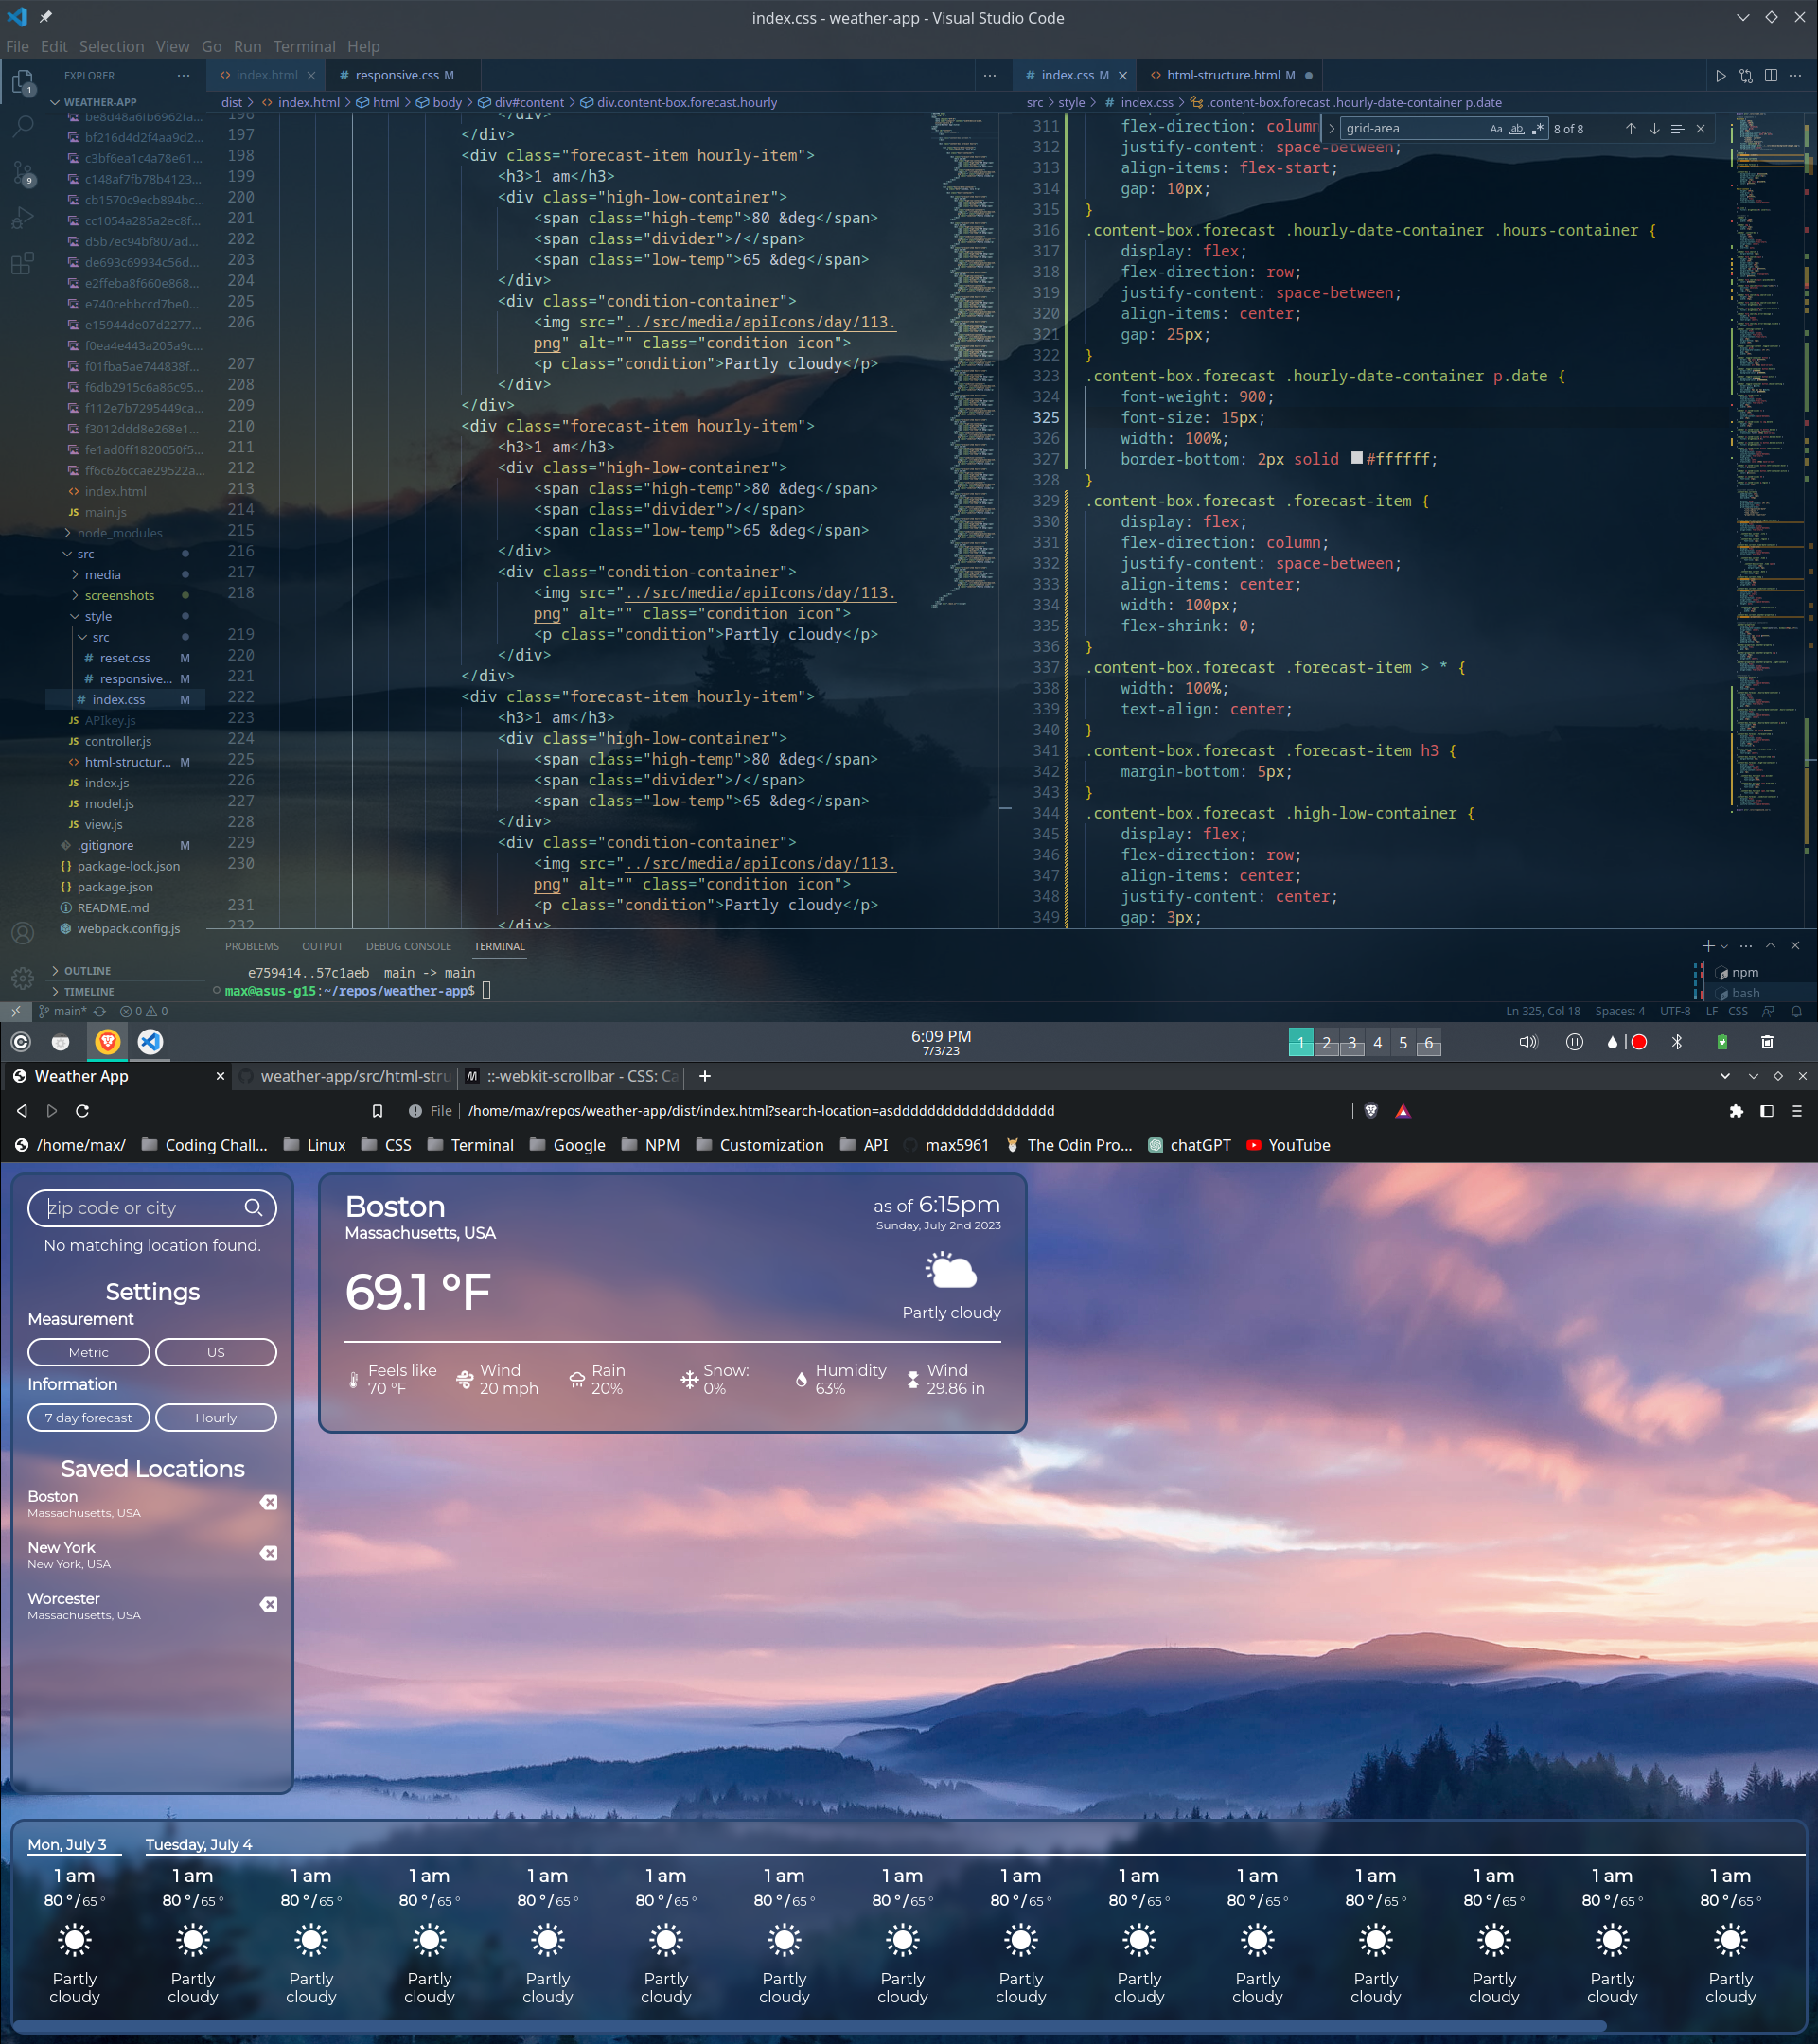 index.css - weather-app - Visual Studio Code
File Edit Selection View Go Run Terminal Help
EXPLORER ···
WEATHER-APP
be8d48a6fb6962fa...
bf216d4d2f4aa9d2...
c3bf6ea1c4a78e61...
c148af7fb78b4123...
cb1570c9ecb894bc...
cc1054a285a2ec8f...
d5b7ec94bf807ad...
de693c69934c56d...
e2ffeba8f660e868...
e740cebbccd7be0...
e15944de07d2277...
f0ea4e443a205a9c...
f01fba5ae744838f...
f6db2915c6a86c95...
f112e7b7295449ca...
f3012ddd8e268e1...
fe1ad0ff1820050f5...
ff6c626ccae29522a...
index.html
JS main.js
node_modules
src
media
screenshots
style
src
# reset.css M
# responsive... M
# index.css M
JS APIkey.js
JS controller.js
html-structur... M
JS index.js
JS model.js
JS view.js
.gitignore M
package-lock.json
package.json
README.md
webpack.config.js
OUTLINE
TIMELINE
1
9
index.html
# responsive.css M
dist > index.html > html > body > div#content > div.content-box.forecast.hourly
196 </div>
197 </div>
198 <div class="forecast-item hourly-item">
199 <h3>1 am</h3>
200 <div class="high-low-container">
201 <span class="high-temp">80 &deg</span>
202 <span class="divider">/</span>
203 <span class="low-temp">65 &deg</span>
204 </div>
205 <div class="condition-container">
206 <img src="../src/media/apiIcons/day/113.
png" alt="" class="condition icon">
207 <p class="condition">Partly cloudy</p>
208 </div>
209 </div>
210 <div class="forecast-item hourly-item">
211 <h3>1 am</h3>
212 <div class="high-low-container">
213 <span class="high-temp">80 &deg</span>
214 <span class="divider">/</span>
215 <span class="low-temp">65 &deg</span>
216 </div>
217 <div class="condition-container">
218 <img src="../src/media/apiIcons/day/113.
png" alt="" class="condition icon">
219 <p class="condition">Partly cloudy</p>
220 </div>
221 </div>
222 <div class="forecast-item hourly-item">
223 <h3>1 am</h3>
224 <div class="high-low-container">
225 <span class="high-temp">80 &deg</span>
226 <span class="divider">/</span>
227 <span class="low-temp">65 &deg</span>
228 </div>
229 <div class="condition-container">
230 <img src="../src/media/apiIcons/day/113.
png" alt="" class="condition icon">
231 <p class="condition">Partly cloudy</p>
232 </div>
# index.css M
html-structure.html M
src > style > # index.css > .content-box.forecast .hourly-date-container p.date
grid-area Aa ab .* 8 of 8
311 flex-direction: column
312 justify-content: space-between;
313 align-items: flex-start;
314 gap: 10px;
315 }
316 .content-box.forecast .hourly-date-container .hours-container {
317 display: flex;
318 flex-direction: row;
319 justify-content: space-between;
320 align-items: center;
321 gap: 25px;
322 }
323 .content-box.forecast .hourly-date-container p.date {
324 font-weight: 900;
325 font-size: 15px;
326 width: 100%;
327 border-bottom: 2px solid #ffffff;
328 }
329 .content-box.forecast .forecast-item {
330 display: flex;
331 flex-direction: column;
332 justify-content: space-between;
333 align-items: center;
334 width: 100px;
335 flex-shrink: 0;
336 }
337 .content-box.forecast .forecast-item > * {
338 width: 100%;
339 text-align: center;
340 }
341 .content-box.forecast .forecast-item h3 {
342 margin-bottom: 5px;
343 }
344 .content-box.forecast .high-low-container {
345 display: flex;
346 flex-direction: row;
347 align-items: center;
348 justify-content: center;
349 gap: 3px;
PROBLEMS OUTPUT DEBUG CONSOLE TERMINAL
e759414..57c1aeb main -> main
max@asus-g15:~/repos/weather-app$
npm
bash
main* 0 0 Ln 325, Col 18 Spaces: 4 UTF-8 LF CSS
6:09 PM
7/3/23
1 2 3 4 5 6
Weather App
weather-app/src/html-stru
::-webkit-scrollbar - CSS: Ca
File /home/max/repos/weather-app/dist/index.html?search-location=asddddddddddddddddddd
/home/max/ Coding Chall... Linux CSS Terminal Google NPM Customization API max5961 The Odin Pro... chatGPT YouTube
zip code or city
No matching location found.
Settings
Measurement
Metric US
Information
7 day forecast Hourly
Saved Locations
Boston
Massachusetts, USA
New York
New York, USA
Worcester
Massachusetts, USA
Boston
Massachusetts, USA
as of 6:15pm
Sunday, July 2nd 2023
69.1 °F
Partly cloudy
Feels like Wind Rain Snow: Humidity Wind
70 °F 20 mph 20% 0% 63% 29.86 in
Mon, July 3 Tuesday, July 4
1 am 1 am 1 am 1 am 1 am 1 am 1 am 1 am 1 am 1 am 1 am 1 am 1 am 1 am 1 am
80 °/65 ° 80 °/65 ° 80 °/65 ° 80 °/65 ° 80 °/65 ° 80 °/65 ° 80 °/65 ° 80 °/65 ° 80 °/65 ° 80 °/65 ° 80 °/65 ° 80 °/65 ° 80 °/65 ° 80 °/65 ° 80 °/65 °
Partly Partly Partly Partly Partly Partly Partly Partly Partly Partly Partly Partly Partly Partly Partly
cloudy cloudy cloudy cloudy cloudy cloudy cloudy cloudy cloudy cloudy cloudy cloudy cloudy cloudy cloudy